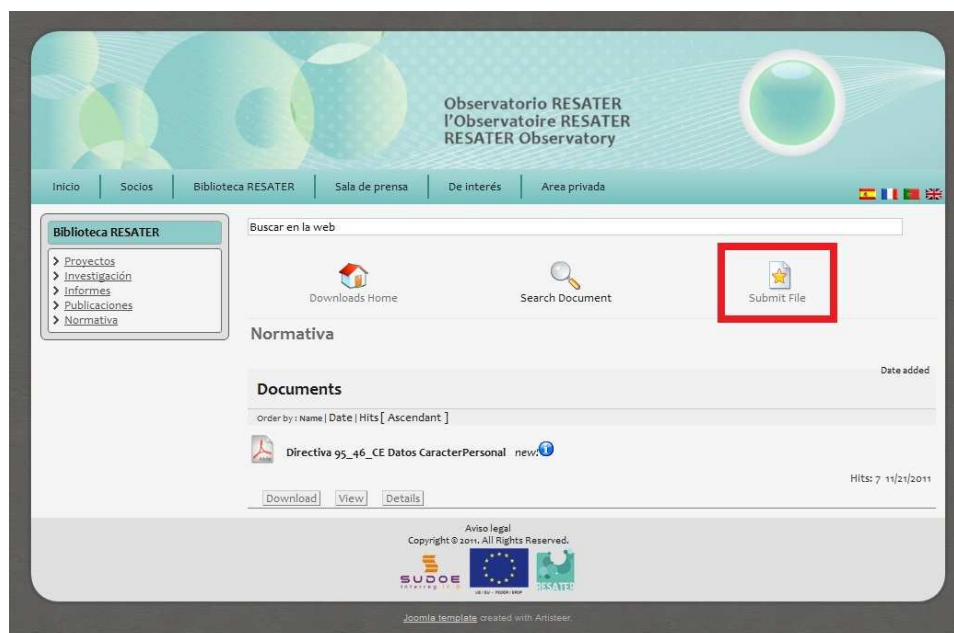 Observatorio RESATER
l'Observatoire RESATER
RESATER Observatory
Inicio Socios Biblioteca RESATER Sala de prensa De interés Area privada
Biblioteca RESATER
Proyectos
Investigación
Informes
Publicaciones
Normativa
Buscar en la web
Downloads Home Search Document Submit File
Normativa
Date added
Documents
Order by : Name | Date | Hits [ Ascendant ]
Directiva 95_46_CE Datos CaracterPersonal new!
Hits: 7 11/21/2011
Download View Details
Aviso legal
Copyright © 2011. All Rights Reserved.
SUDOE
RESATER
Joomla template created with Artisteer.